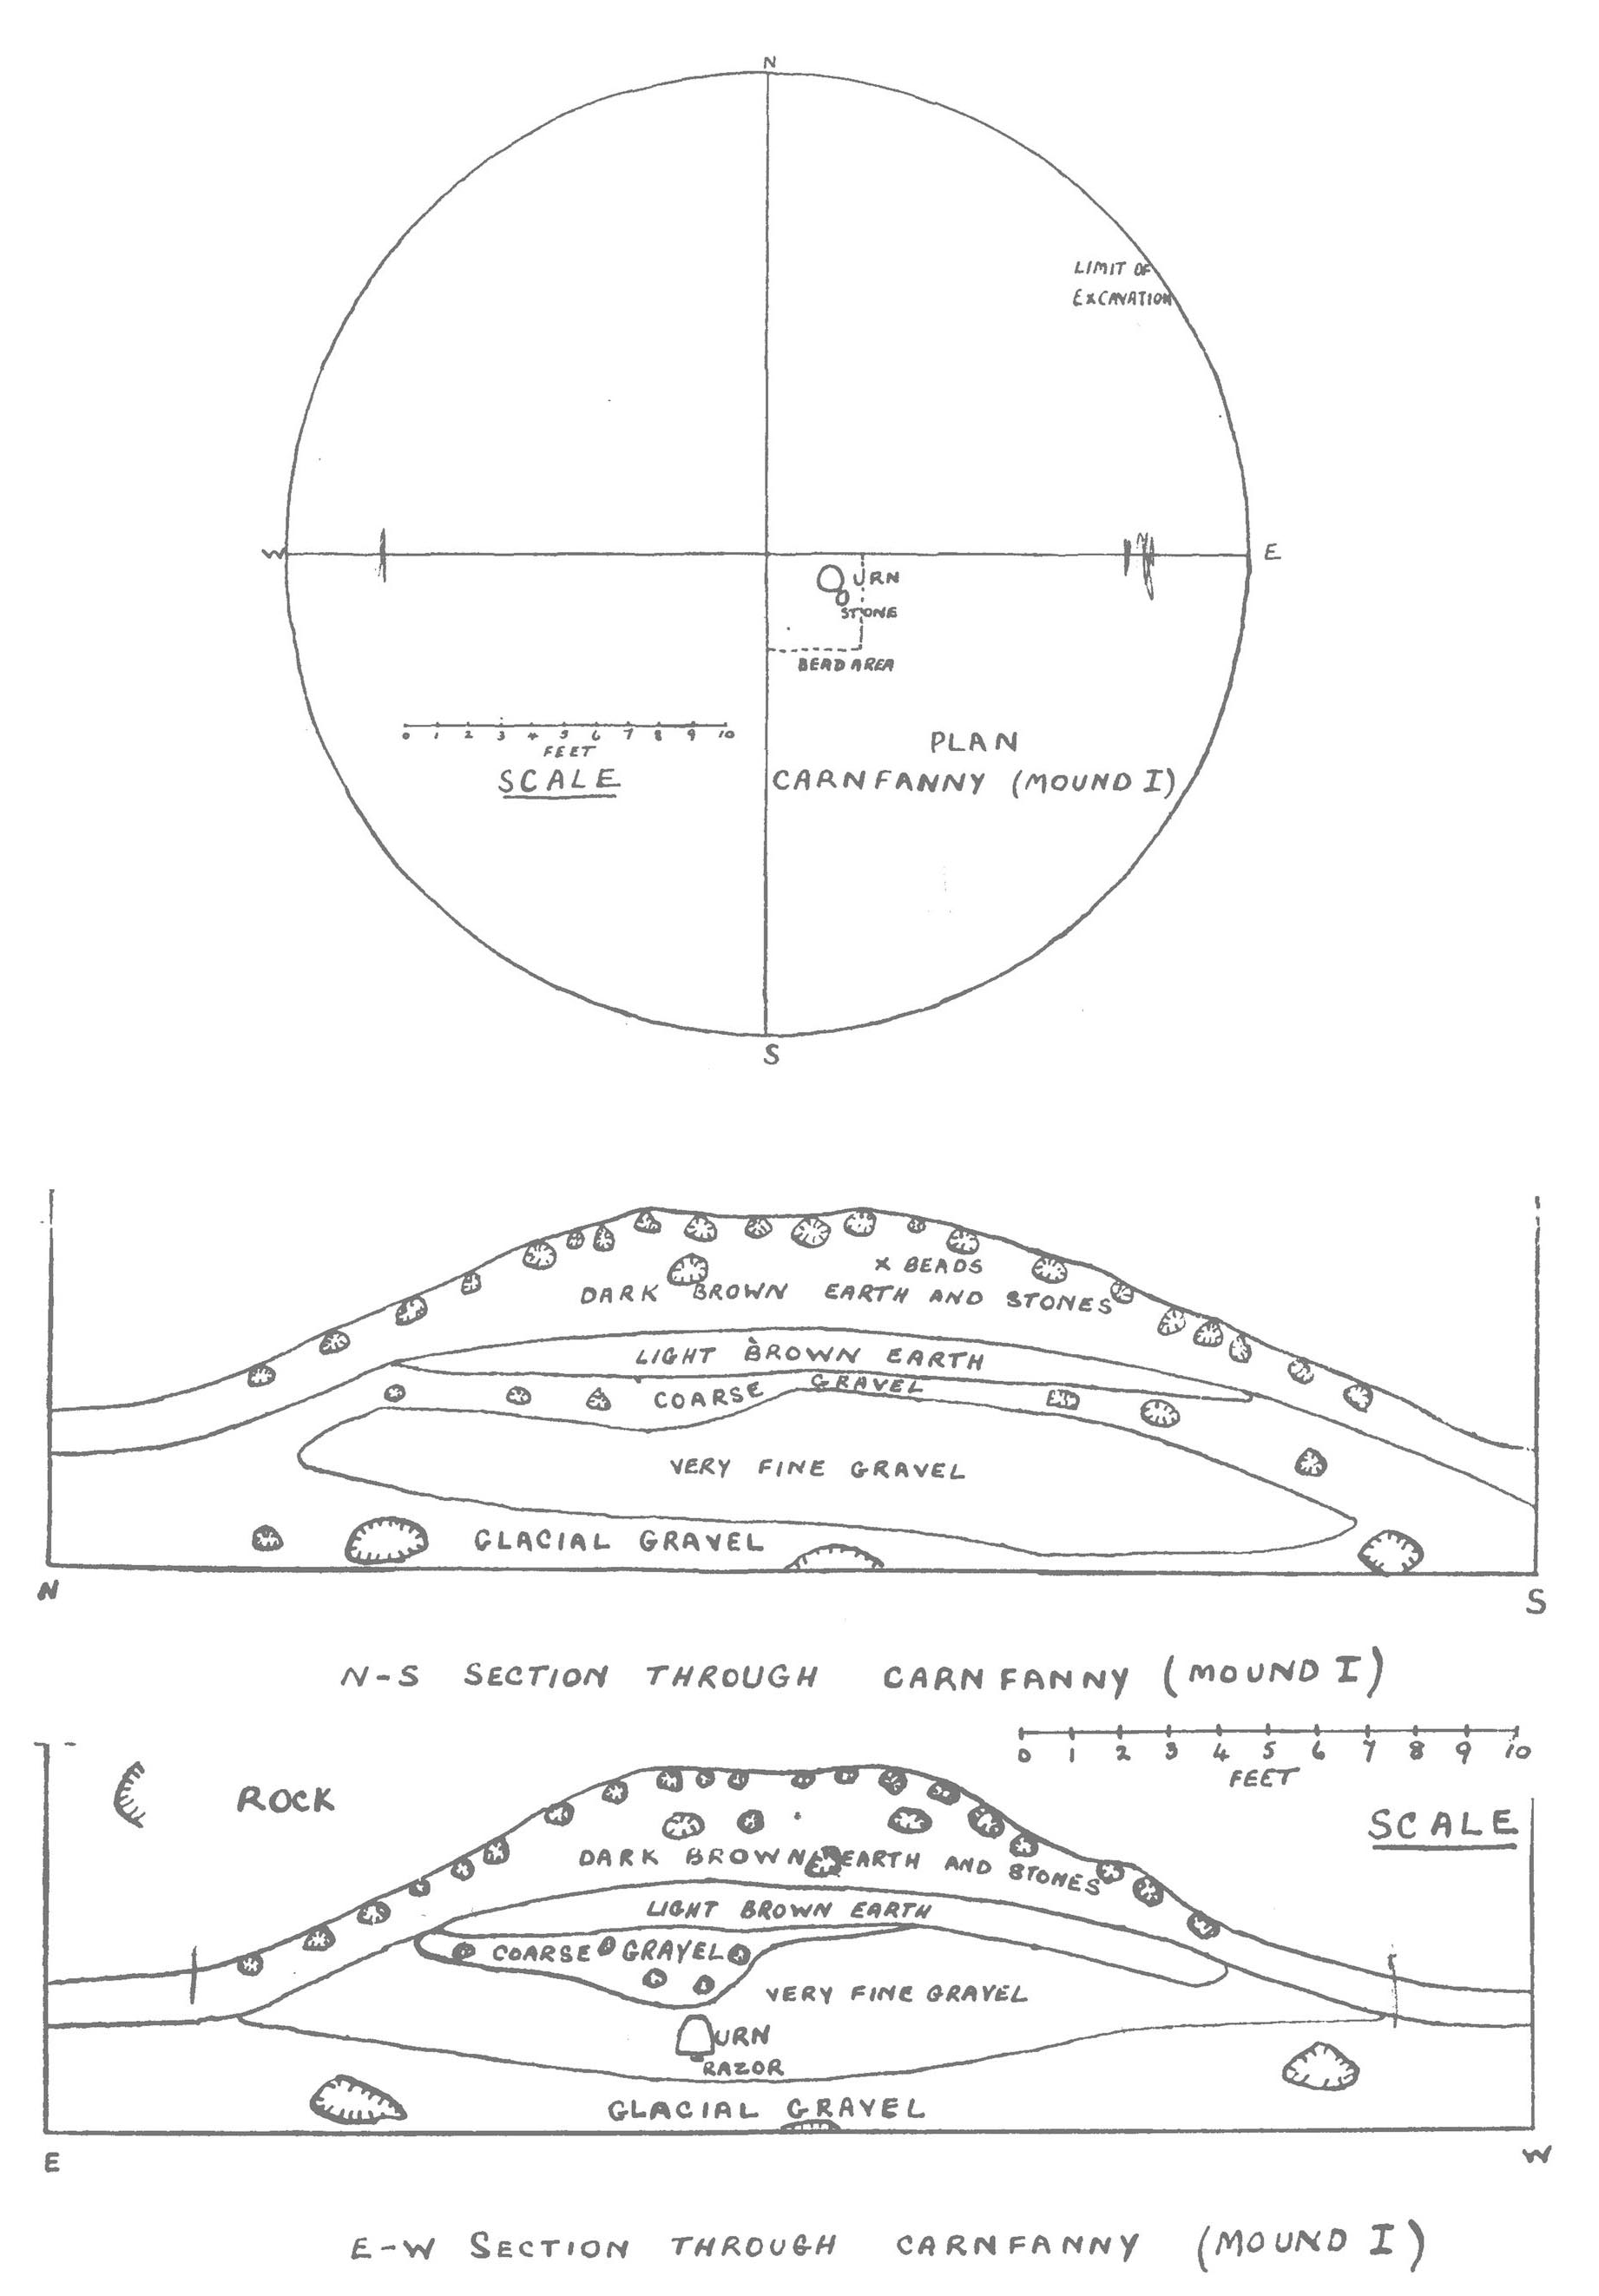 N
LIMIT OF
EXCAVATION
W
E
URN
STONE
BEAD AREA
0 1 2 3 4 5 6 7 8 9 10
FEET
SCALE
PLAN
CARNFANNY (MOUND I)
S
X BEADS
DARK BROWN EARTH AND STONES
LIGHT BROWN EARTH
COARSE GRAVEL
VERY FINE GRAVEL
GLACIAL GRAVEL
N
S
N-S SECTION THROUGH CARNFANNY (MOUND I)
0 1 2 3 4 5 6 7 8 9 10
FEET
SCALE
ROCK
DARK BROWN EARTH AND STONES
LIGHT BROWN EARTH
COARSE GRAVEL
VERY FINE GRAVEL
URN
RAZOR
GLACIAL GRAVEL
E
W
E-W SECTION THROUGH CARNFANNY (MOUND I)